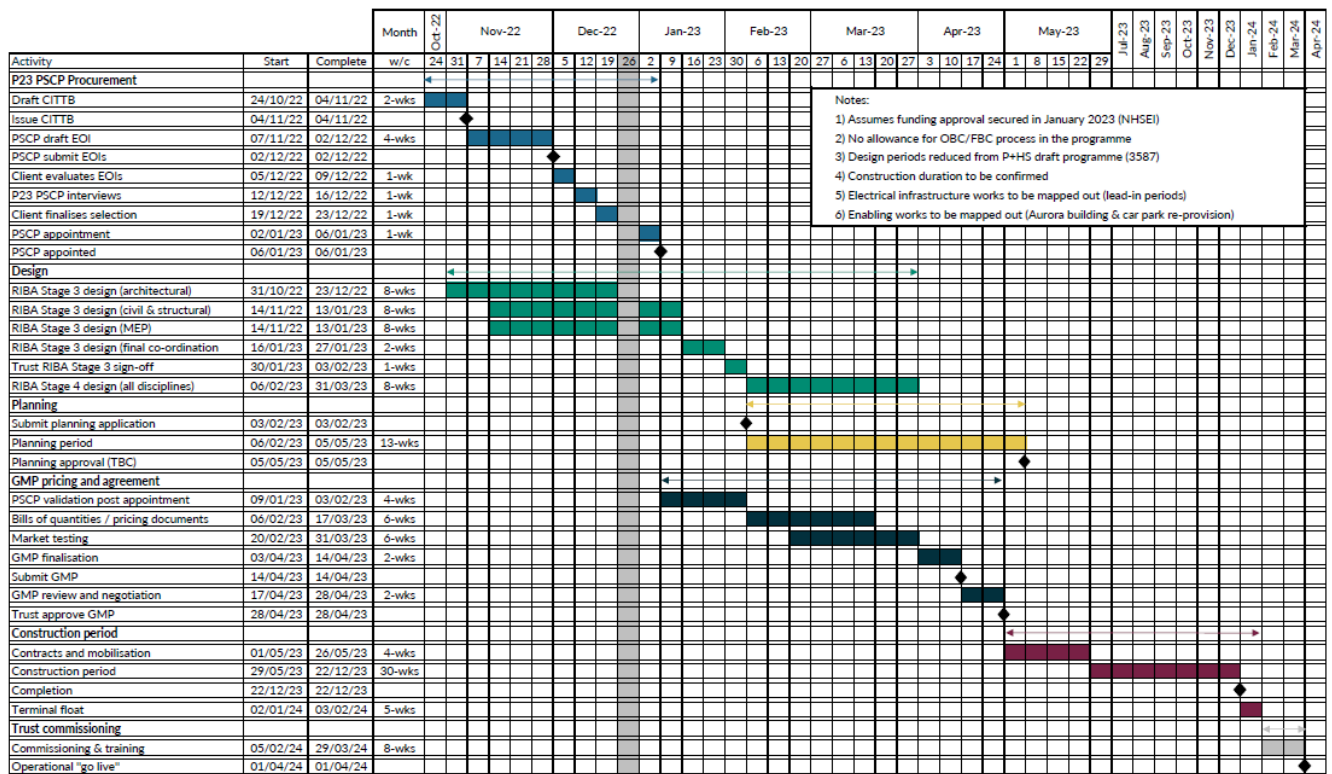 Month Oct-22 Nov-22 Dec-22 Jan-23 Feb-23 Mar-23 Apr-23 May-23 Jul-23 Aug-23 Sep-23 Oct-23 Nov-23 Dec-23 Jan-24 Feb-24 Mar-24 Apr-24
Activity Start Complete w/c 24 31 7 14 21 28 5 12 19 26 2 9 16 23 30 6 13 20 27 6 13 20 27 3 10 17 24 1 8 15 22 29
P23 PSCP Procurement
Draft CITTB 24/10/22 04/11/22 2-wks
Issue CITTB 04/11/22 04/11/22
PSCP draft EOI 07/11/22 02/12/22 4-wks
PSCP submit EOIs 02/12/22 02/12/22
Client evaluates EOIs 05/12/22 09/12/22 1-wk
P23 PSCP interviews 12/12/22 16/12/22 1-wk
Client finalises selection 19/12/22 23/12/22 1-wk
PSCP appointment 02/01/23 06/01/23 1-wk
PSCP appointed 06/01/23 06/01/23
Notes:
1) Assumes funding approval secured in January 2023 (NHSEI)
2) No allowance for OBC/FBC process in the programme
3) Design periods reduced from P+HS draft programme (3587)
4) Construction duration to be confirmed
5) Electrical infrastructure works to be mapped out (lead-in periods)
6) Enabling works to be mapped out (Aurora building & car park re-provision)
Design
RIBA Stage 3 design (architectural) 31/10/22 23/12/22 8-wks
RIBA Stage 3 design (civil & structural) 14/11/22 13/01/23 8-wks
RIBA Stage 3 design (MEP) 14/11/22 13/01/23 8-wks
RIBA Stage 3 design (final co-ordination 16/01/23 27/01/23 2-wks
Trust RIBA Stage 3 sign-off 30/01/23 03/02/23 1-wks
RIBA Stage 4 design (all disciplines) 06/02/23 31/03/23 8-wks
Planning
Submit planning application 03/02/23 03/02/23
Planning period 06/02/23 05/05/23 13-wks
Planning approval (TBC) 05/05/23 05/05/23
GMP pricing and agreement
PSCP validation post appointment 09/01/23 03/02/23 4-wks
Bills of quantities / pricing documents 06/02/23 17/03/23 6-wks
Market testing 20/02/23 31/03/23 6-wks
GMP finalisation 03/04/23 14/04/23 2-wks
Submit GMP 14/04/23 14/04/23
GMP review and negotiation 17/04/23 28/04/23 2-wks
Trust approve GMP 28/04/23 28/04/23
Construction period
Contracts and mobilisation 01/05/23 26/05/23 4-wks
Construction period 29/05/23 22/12/23 30-wks
Completion 22/12/23 22/12/23
Terminal float 02/01/24 03/02/24 5-wks
Trust commissioning
Commissioning & training 05/02/24 29/03/24 8-wks
Operational "go live" 01/04/24 01/04/24